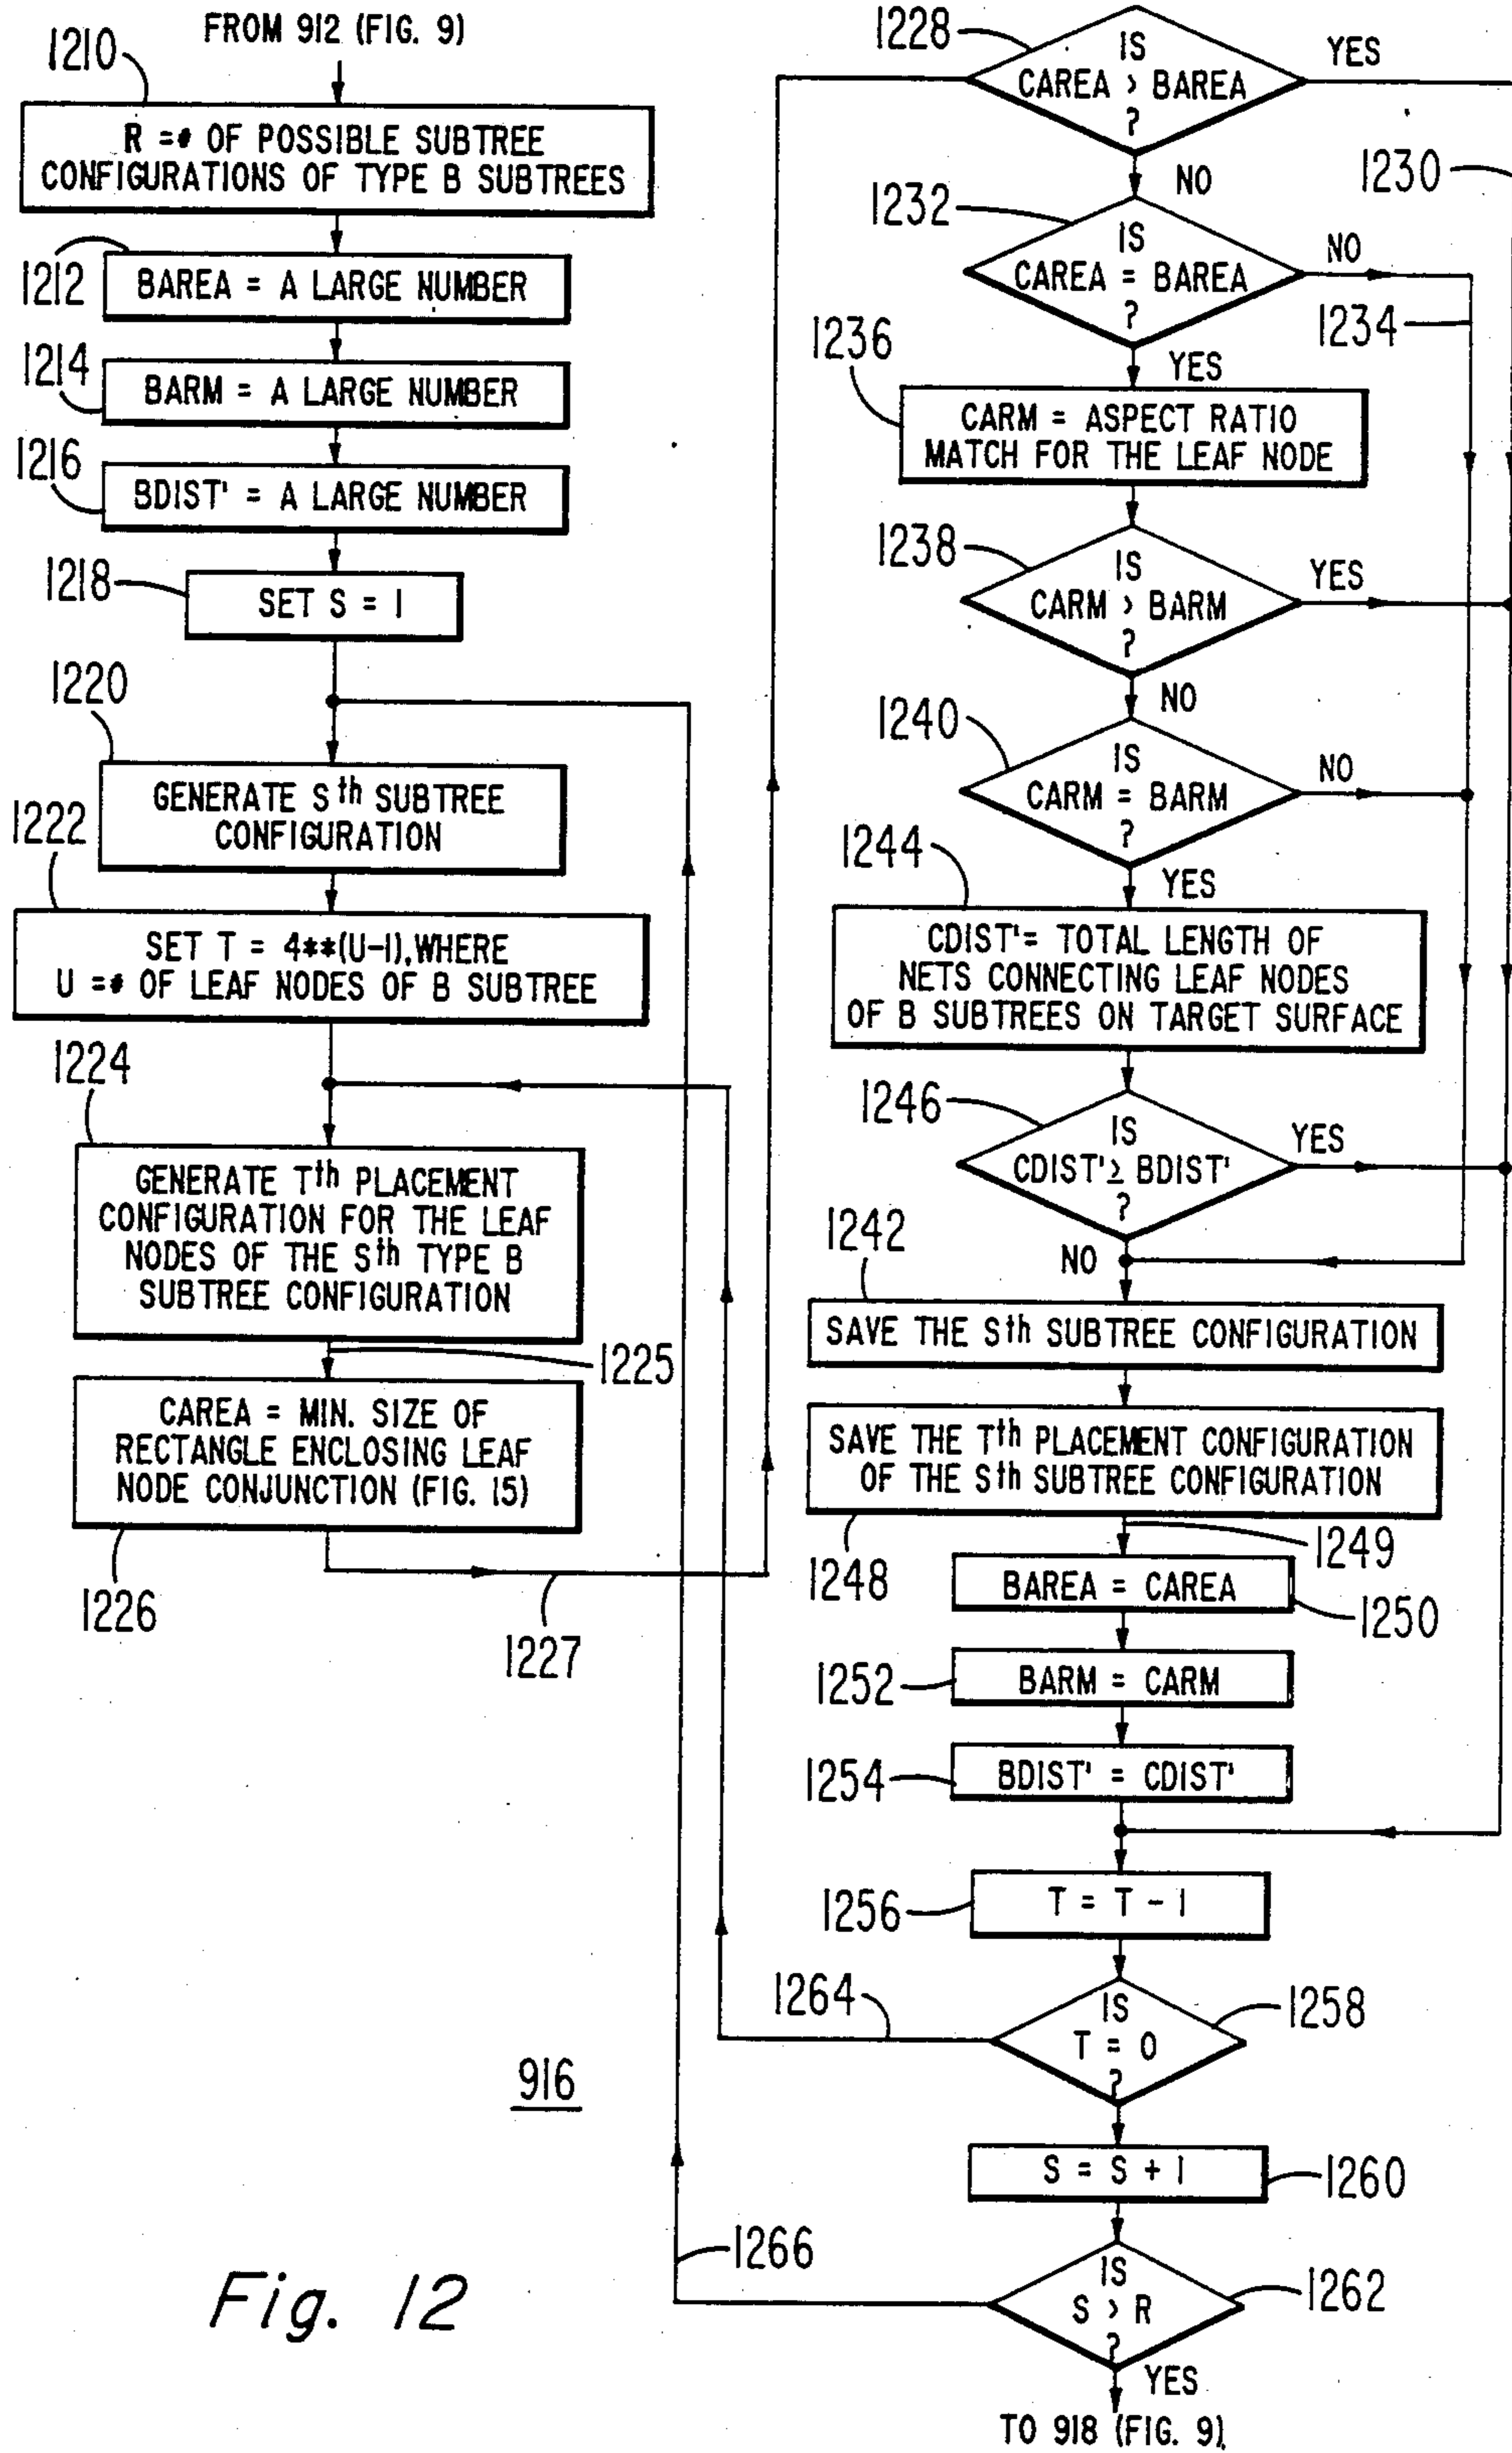 FROM 912 (FIG. 9)
1210
R =# OF POSSIBLE SUBTREE
CONFIGURATIONS OF TYPE B SUBTREES
1212
BAREA = A LARGE NUMBER
1214
BARM = A LARGE NUMBER
1216
BDIST' = A LARGE NUMBER
1218
SET S = 1
1220
GENERATE Sth SUBTREE
CONFIGURATION
1222
SET T = 4**(U-1), WHERE
U =# OF LEAF NODES OF B SUBTREE
1224
GENERATE Tth PLACEMENT
CONFIGURATION FOR THE LEAF
NODES OF THE Sth TYPE B
SUBTREE CONFIGURATION
1225
CAREA = MIN. SIZE OF
RECTANGLE ENCLOSING LEAF
NODE CONJUNCTION (FIG. 15)
1226
1227
1228
IS
CAREA > BAREA
?
YES
NO
1230
1232
IS
CAREA = BAREA
?
NO
1234
YES
1236
CARM = ASPECT RATIO
MATCH FOR THE LEAF NODE
1238
IS
CARM > BARM
?
YES
NO
1240
IS
CARM = BARM
?
NO
YES
1244
CDIST'= TOTAL LENGTH OF
NETS CONNECTING LEAF NODES
OF B SUBTREES ON TARGET SURFACE
1246
IS
CDIST' ≥ BDIST'
?
YES
NO
1242
SAVE THE Sth SUBTREE CONFIGURATION
SAVE THE Tth PLACEMENT CONFIGURATION
OF THE Sth SUBTREE CONFIGURATION
1248
1249
BAREA = CAREA
1250
1252
BARM = CARM
1254
BDIST' = CDIST'
1256
T = T - 1
1264
IS
T = 0
?
1258
916
S = S + 1
1260
1266
IS
S > R
?
1262
YES
TO 918 (FIG. 9)
Fig. 12